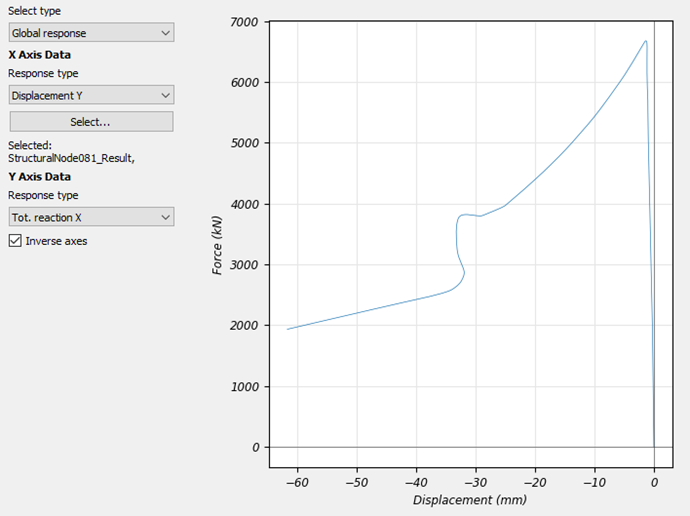 Select type
Global response
X Axis Data
Response type
Displacement Y
Select...
Selected:
StructuralNode081_Result,
Y Axis Data
Response type
Tot. reaction X
Inverse axes
Force (kN)
7000
6000
5000
4000
3000
2000
1000
0
−60 −50 −40 −30 −20 −10 0
Displacement (mm)